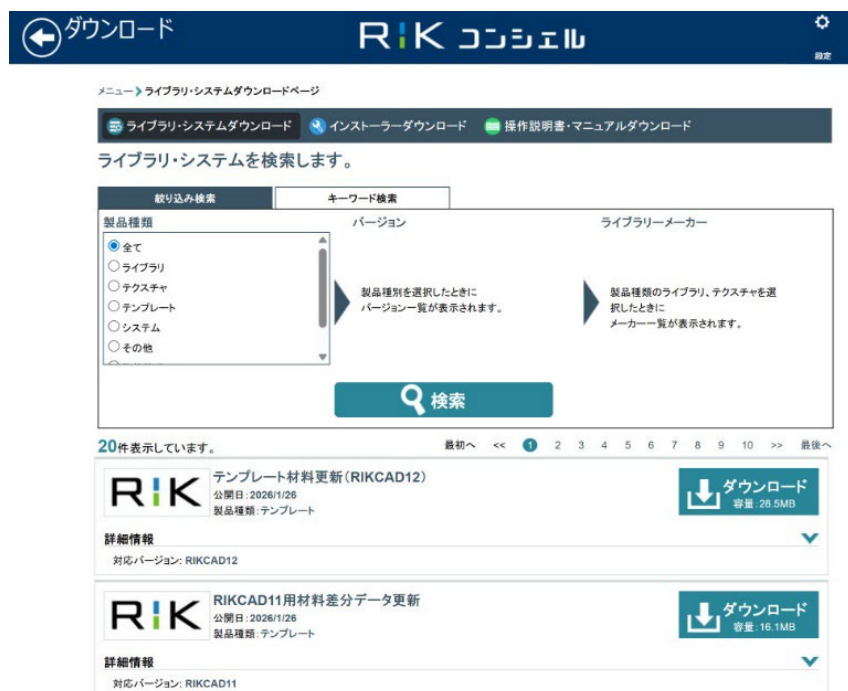 ダウンロード
RIK コンシェル
設定
メニュー ❯ ライブラリ・システムダウンロードページ
ライブラリ・システムダウンロード インストーラーダウンロード 操作説明書・マニュアルダウンロード
ライブラリ・システムを検索します。
絞り込み検索 キーワード検索
製品種類 バージョン ライブラリーメーカー
全て
ライブラリ
テクスチャ
テンプレート
システム
その他
製品種別を選択したときに
バージョン一覧が表示されます。
製品種類のライブラリ、テクスチャを選
択したときに
メーカー一覧が表示されます。
検索
20件表示しています。 最初へ << 1 2 3 4 5 6 7 8 9 10 >> 最後へ
RIK
テンプレート材料更新(RIKCAD12)
公開日:2026/1/26
製品種類:テンプレート
ダウンロード
容量:28.5MB
詳細情報
対応バージョン: RIKCAD12
RIK
RIKCAD11用材料差分データ更新
公開日:2026/1/26
製品種類:テンプレート
ダウンロード
容量:16.1MB
詳細情報
対応バージョン: RIKCAD11